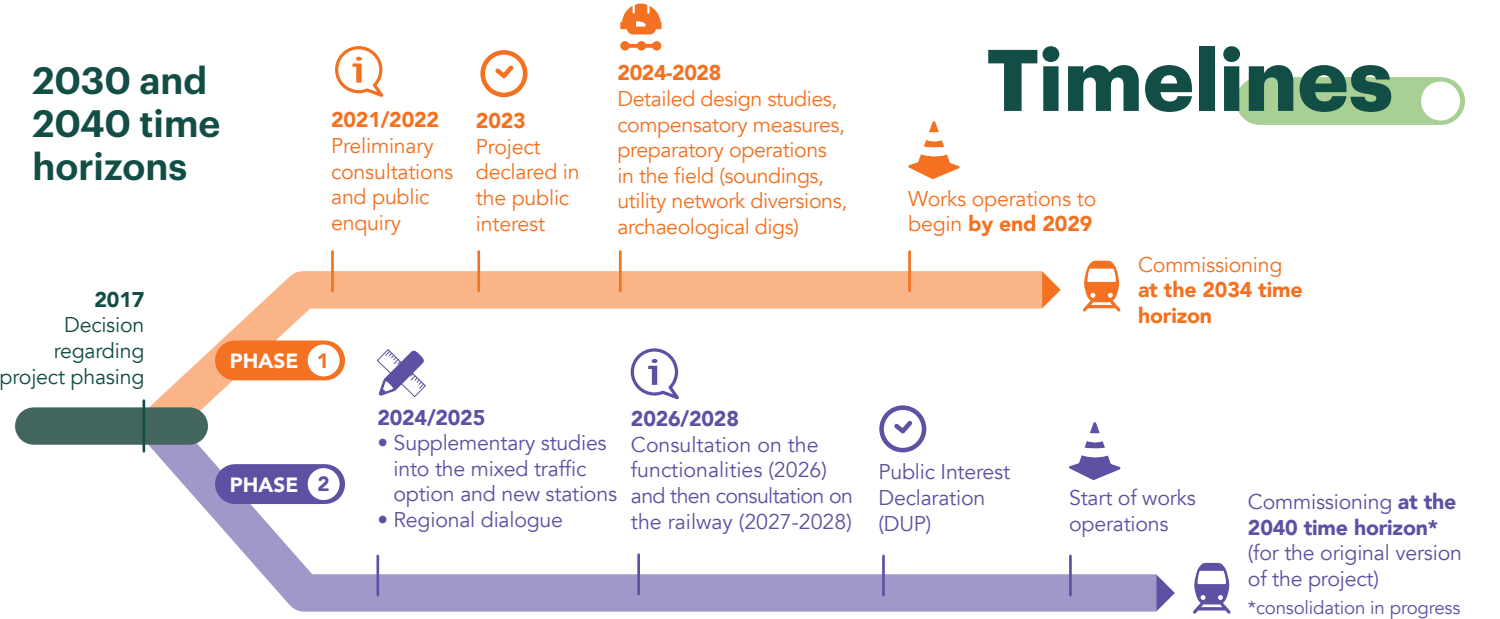 2030 and
2040 time
horizons
Timelines
2021/2022
Preliminary
consultations
and public
enquiry
2023
Project
declared in
the public
interest
2024-2028
Detailed design studies,
compensatory measures,
preparatory operations
in the field (soundings,
utility network diversions,
archaeological digs)
Works operations to
begin by end 2029
Commissioning
at the 2034 time
horizon
2017
Decision
regarding
project phasing
PHASE 1
PHASE 2
2024/2025
• Supplementary studies
into the mixed traffic
option and new stations
• Regional dialogue
2026/2028
Consultation on the
functionalities (2026)
and then consultation on
the railway (2027-2028)
Public Interest
Declaration
(DUP)
Start of works
operations
Commissioning at the
2040 time horizon*
(for the original version
of the project)
*consolidation in progress